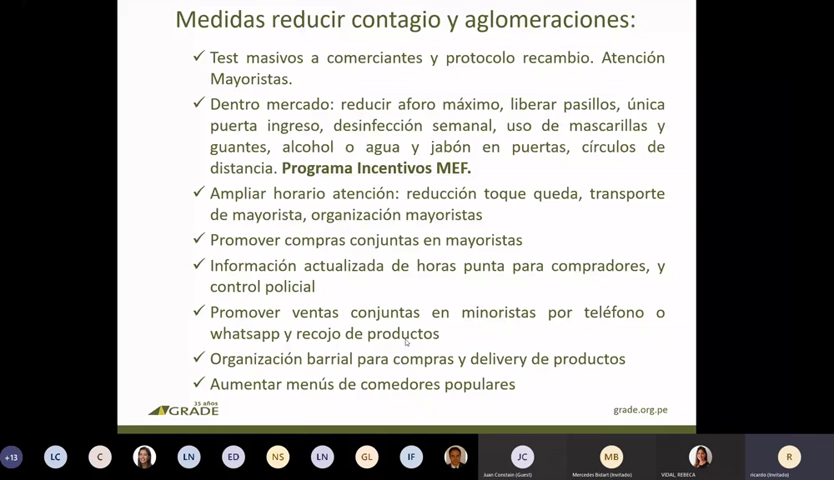 Medidas reducir contagio y aglomeraciones:
✓ Test masivos a comerciantes y protocolo recambio. Atención
Mayoristas.
✓ Dentro mercado: reducir aforo máximo, liberar pasillos, única
puerta ingreso, desinfección semanal, uso de mascarillas y
guantes, alcohol o agua y jabón en puertas, círculos de
distancia. Programa Incentivos MEF.
✓ Ampliar horario atención: reducción toque queda, transporte
de mayorista, organización mayoristas
✓ Promover compras conjuntas en mayoristas
✓ Información actualizada de horas punta para compradores, y
control policial
✓ Promover ventas conjuntas en minoristas por teléfono o
whatsapp y recojo de productos
✓ Organización barrial para compras y delivery de productos
✓ Aumentar menús de comedores populares
35 años
GRADE
grade.org.pe
+13 LC C LN ED NS LN GL IF JC MB R
Juan Conctain (Guest) Mercedes Bidart (Invitado) VIDAL, REBECA ricardo (Invitado)